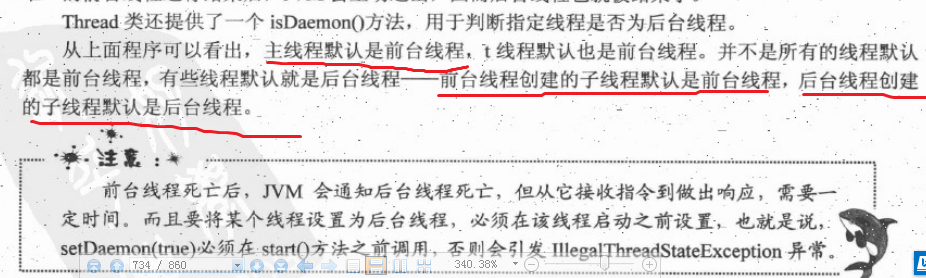 Thread 类还提供了一个 isDaemon()方法，用于判断指定线程是否为后台线程。
从上面程序可以看出，主线程默认是前台线程，t 线程默认也是前台线程。并不是所有的线程默认
都是前台线程，有些线程默认就是后台线程——前台线程创建的子线程默认是前台线程，后台线程创建
的子线程默认是后台线程。
注意：
前台线程死亡后，JVM 会通知后台线程死亡，但从它接收指令到做出响应，需要一
定时间。而且要将某个线程设置为后台线程，必须在该线程启动之前设置，也就是说，
setDaemon(true)必须在 start()方法之前调用，否则会引发 IllegalThreadStateException 异常。
734 / 860
340.38%